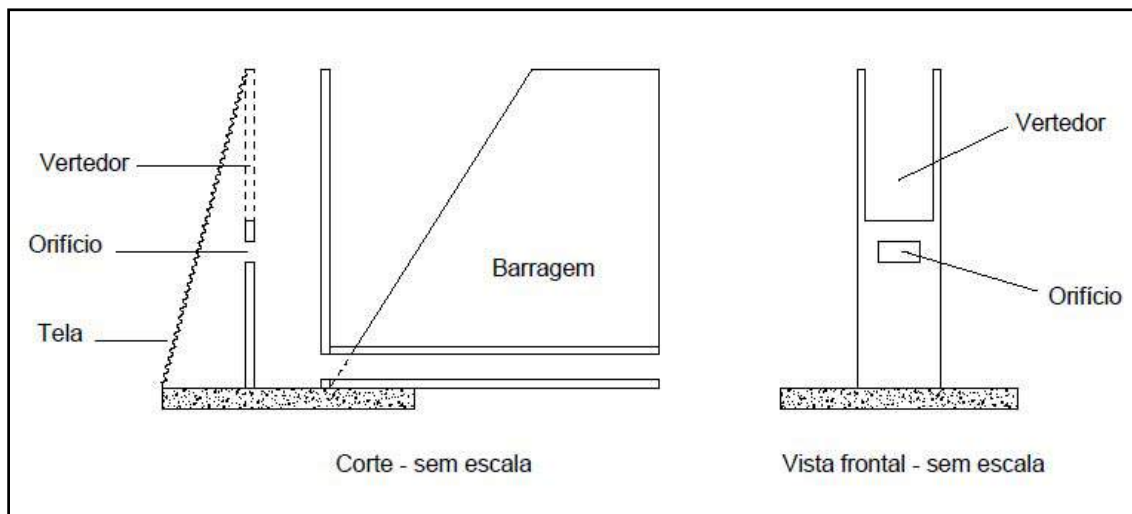 Vertedor
Orifício
Tela
Barragem
Corte - sem escala
Vertedor
Orifício
Vista frontal - sem escala